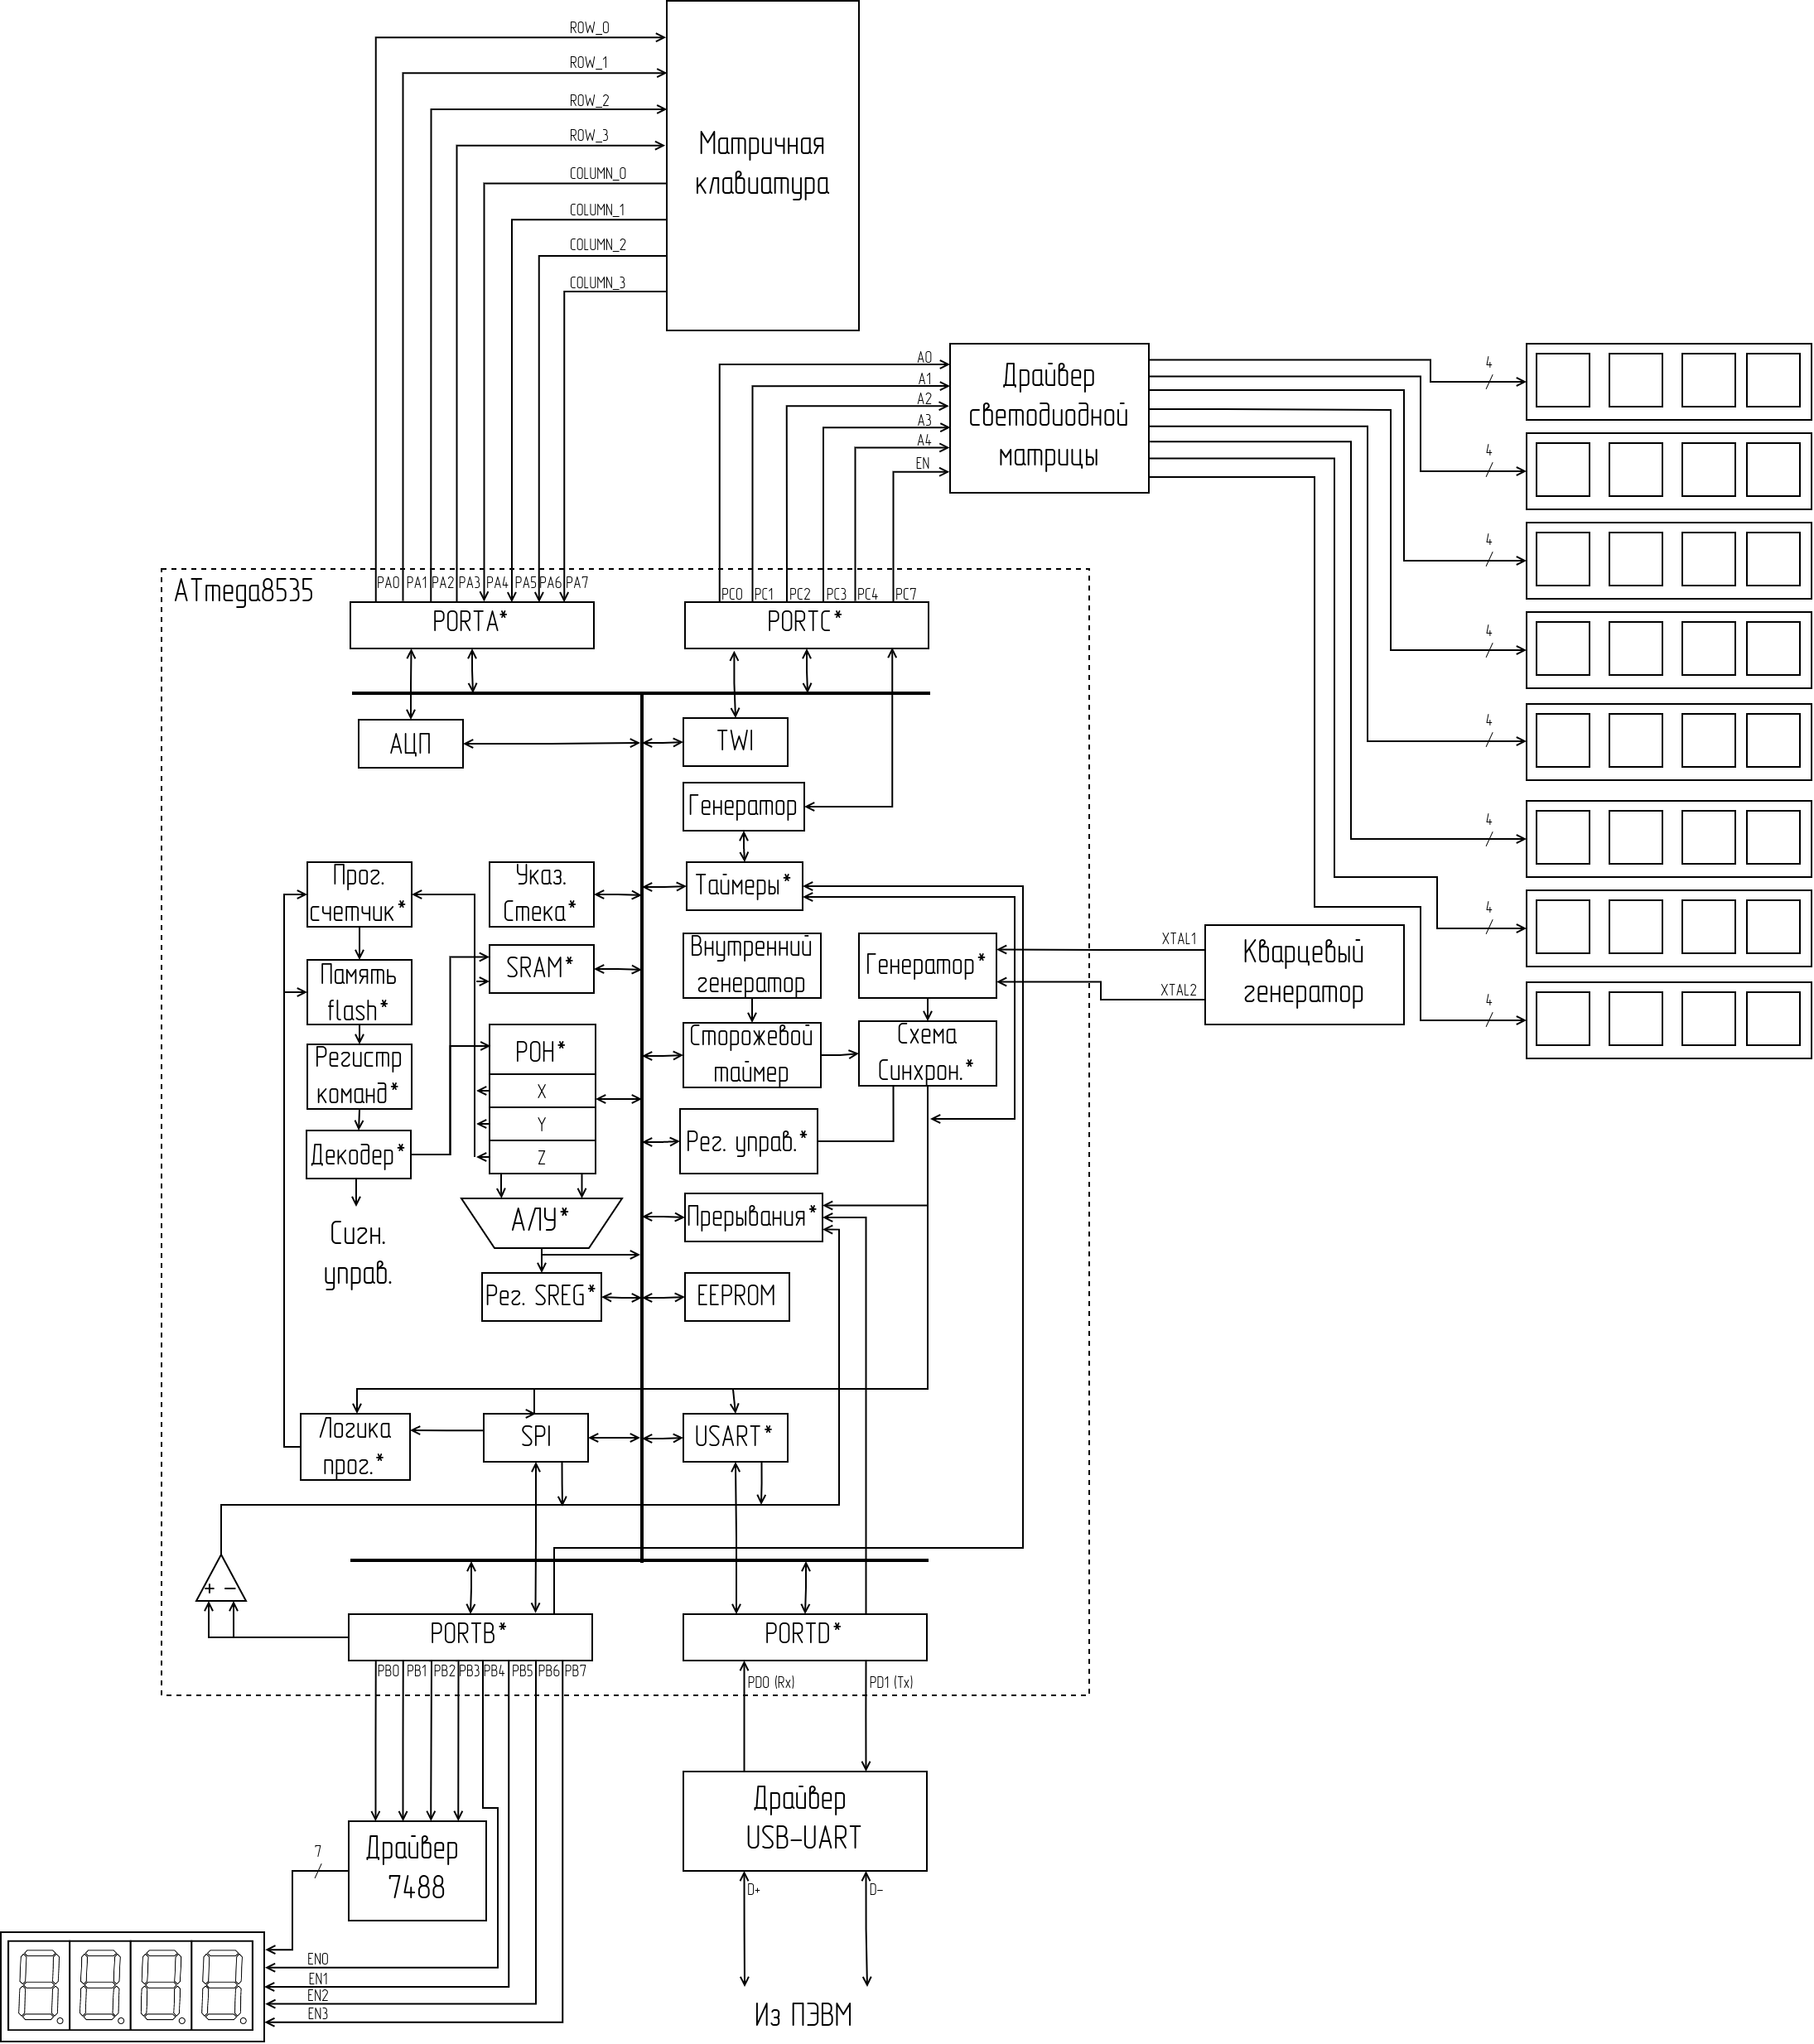 ROW_0
ROW_1
ROW_2
ROW_3
COLUMN_0
COLUMN_1
COLUMN_2
COLUMN_3
Матричная
клавиатура
A0
A1
A2
A3
A4
EN
Драйвер
светодиодной
матрицы
4
4
4
4
4
4
4
4
ATmega8535
PA0 PA1 PA2 PA3 PA4 PA5 PA6 PA7
PORTA*
PC0 PC1 PC2 PC3 PC4 PC7
PORTC*
АЦП
TWI
Генератор
Прог.
счетчик*
Указ.
Стека*
Таймеры*
Память
flash*
SRAM*
Внутренний
генератор
Генератор*
XTAL1
XTAL2
Кварцевый
генератор
Регистр
команд*
РОН*
X
Y
Z
Сторожевой
таймер
Схема
Синхрон.*
Декодер*
Рег. управ.*
Сигн.
управ.
АЛУ*
Прерывания*
Рег. SREG*
EEPROM
Логика
прог.*
SPI
USART*
+ −
PORTB*
PB0 PB1 PB2 PB3 PB4 PB5 PB6 PB7
PORTD*
PD0 (Rx)
PD1 (Tx)
Драйвер
7488
7
Драйвер
USB-UART
D+
D-
EN0
EN1
EN2
EN3
Из ПЭВМ